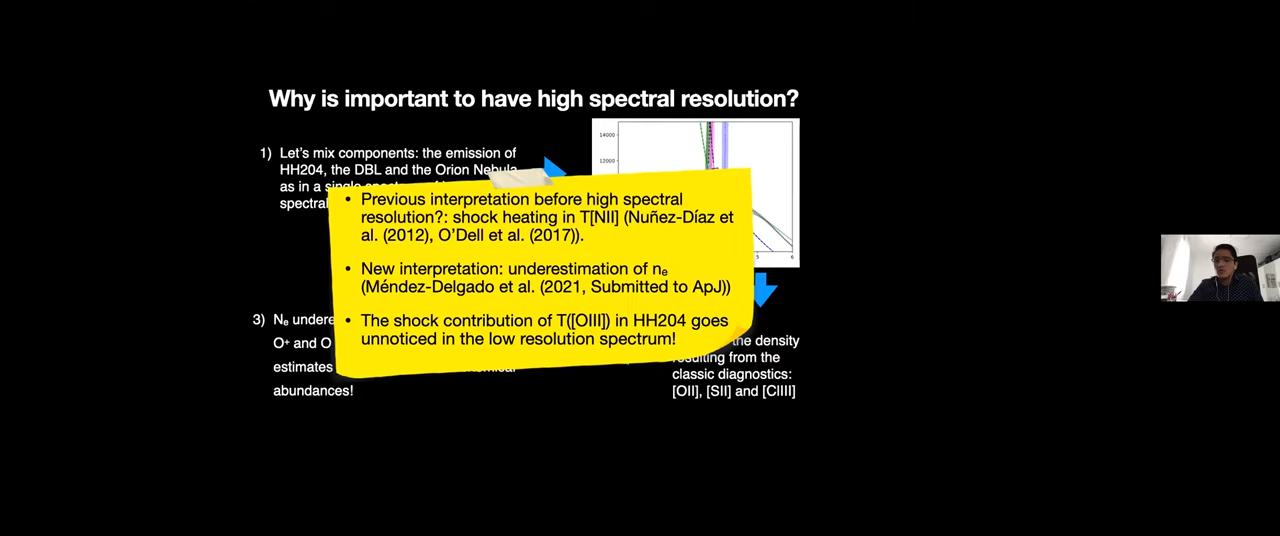 Why is important to have high spectral resolution?
1) Let's mix components: the emission of
HH204, the DBL and the Orion Nebula
as in a single
spectral
14000
12000
5
6
• Previous interpretation before high spectral
resolution?: shock heating in T[NII] (Nuñez-Díaz et
al. (2012), O'Dell et al. (2017)).
• New interpretation: underestimation of nₑ
(Méndez-Delgado et al. (2021, Submitted to ApJ))
• The shock contribution of T([OIII]) in HH204 goes
unnoticed in the low resolution spectrum!
3) Nₑ undere
O⁺ and O
estimates
abundances!
the density
resulting from the
classic diagnostics:
[OII], [SII] and [ClIII]